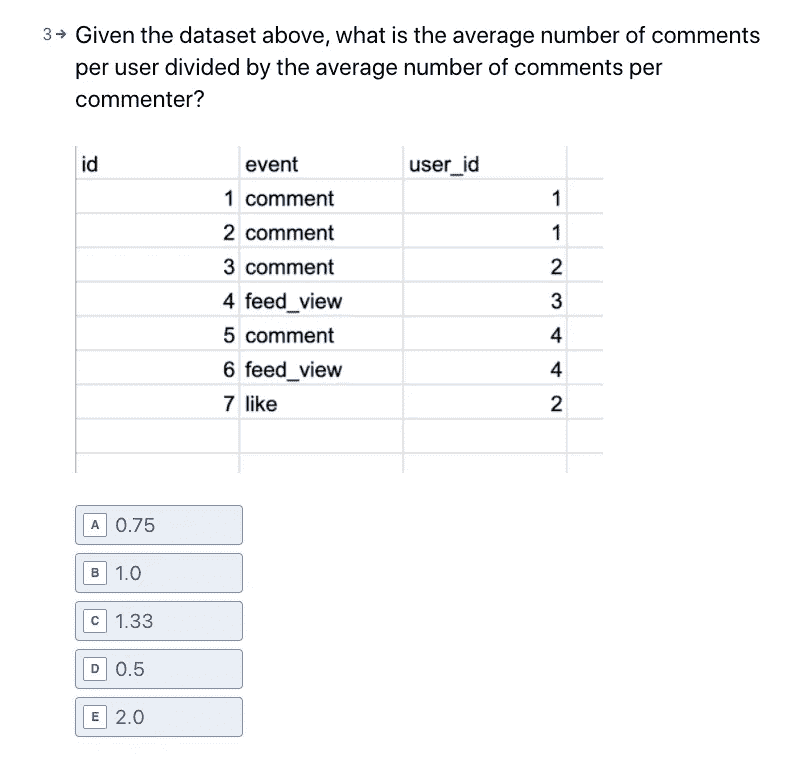 3→ Given the dataset above, what is the average number of comments
per user divided by the average number of comments per
commenter?
id event user_id
1 comment 1
2 comment 1
3 comment 2
4 feed_view 3
5 comment 4
6 feed_view 4
7 like 2
A 0.75
B 1.0
C 1.33
D 0.5
E 2.0